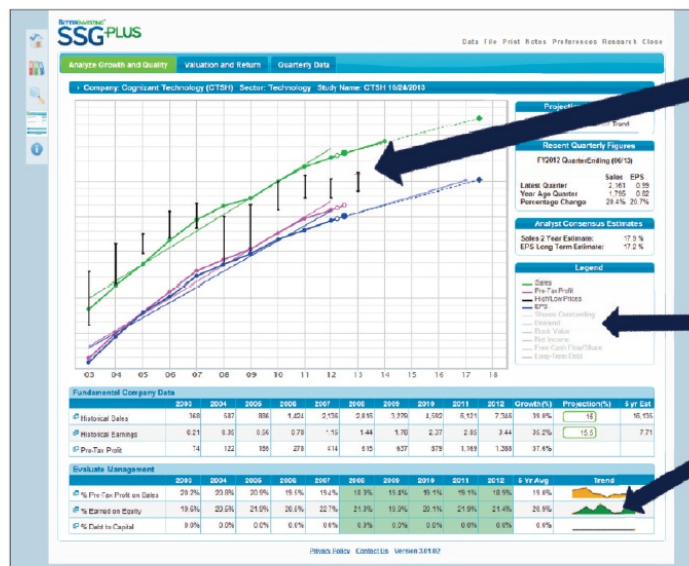 BETTERINVESTING
SSG PLUS
Data File Print Notes Preferences Research Close
Analyze Growth and Quality Valuation and Return Quarterly Data
Company: Cognizant Technology (CTSH) Sector: Technology Study Name: CTSH 10/24/2013
Trend
Recent Quarterly Figures
FY2012 QuarterEnding (06/13)
Sales EPS
Latest Quarter 2,161 0.99
Year Ago Quarter 1,795 0.82
Percentage Change 20.4% 20.7%
Analyst Consensus Estimates
Sales 2 Year Estimate: 17.9 %
EPS Long Term Estimate: 17.2 %
Legend
Sales
Pre-Tax Profit
High/Low Prices
EPS
Shares Outstanding
Dividend
Book Value
Net Income
Free Cash Flow/Share
Long-Term Debt
03 04 05 06 07 08 09 10 11 12 13 14 15 16 17 18
Fundamental Company Data
2003 2004 2005 2006 2007 2008 2009 2010 2011 2012 Growth(%) Projection(%) 5 yr Est
Historical Sales 368 587 886 1,424 2,136 2,816 3,279 4,592 6,121 7,346 39.0% 15
Historical Earnings 0.21 0.35 0.56 0.78 1.15 1.44 1.78 2.37 2.85 3.44 35.2% 15.5 7.71
Pre-Tax Profit 74 122 186 278 414 515 637 879 1,169 1,388 37.6%
Evaluate Management
2003 2004 2005 2006 2007 2008 2009 2010 2011 2012 5 Yr Avg Trend
% Pre-Tax Profit on Sales 20.2% 20.8% 20.9% 19.5% 19.4% 18.3% 19.4% 19.1% 19.1% 18.9% 19.0%
% Earned on Equity 19.6% 20.5% 21.9% 20.8% 22.7% 21.9% 19.9% 20.1% 21.9% 21.4%
% Debt to Capital 0.0% 0.0% 0.0% 0.0% 0.0% 0.0% 0.0% 0.0% 0.0% 0.0% 0.0%
Privacy Policy Contact Us Version 3.01.02